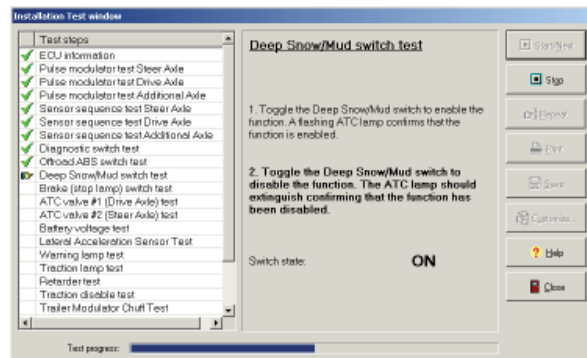 Installation Test window
Test steps
ECU information
Pulse modulator test Steer Axle
Pulse modulator test Drive Axle
Pulse modulator test Additional Axle
Sensor sequence test Steer Axle
Sensor sequence test Drive Axle
Sensor sequence test Additional Axle
Diagnostic switch test
Offroad ABS switch test
Deep Snow/Mud switch test
Brake (stop lamp) switch test
ATC valve #1 (Drive Axle) test
ATC valve #2 (Steer Axle) test
Battery voltage test
Lateral Acceleration Sensor Test
Warning lamp test
Traction lamp test
Retarder test
Traction disable test
Trailer Modulator Chuff Test
Deep Snow/Mud switch test
1. Toggle the Deep Snow/Mud switch to enable the
function. A flashing ATC lamp confirms that the
function is enabled.
2. Toggle the Deep Snow/Mud switch to
disable the function. The ATC lamp should
extinguish confirming that the function has
been disabled.
Switch state: ON
Start/Next
Stop
Repeat
Print
Save
Customise...
Help
Close
Test progress: